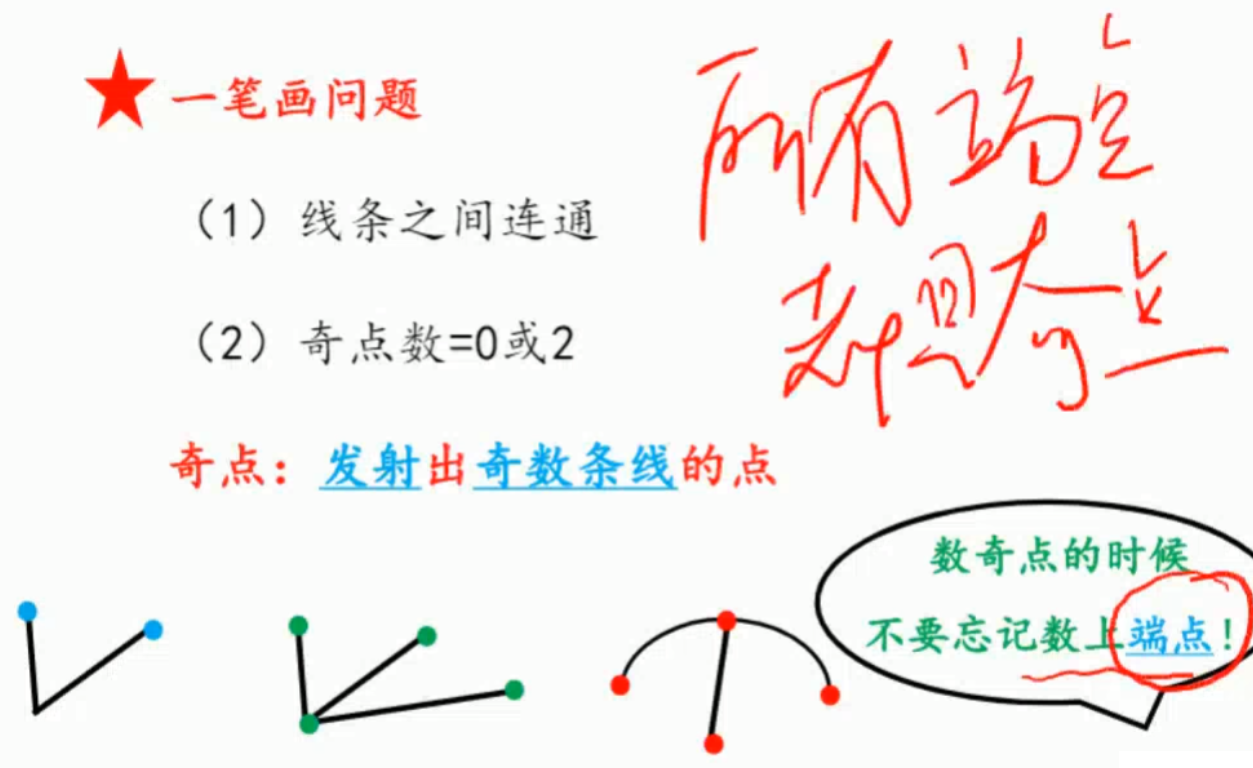 一笔画问题
所有端点
都是奇点
（1）线条之间连通
（2）奇点数=0或2
奇点：发射出奇数条线的点
数奇点的时候
不要忘记数上端点！